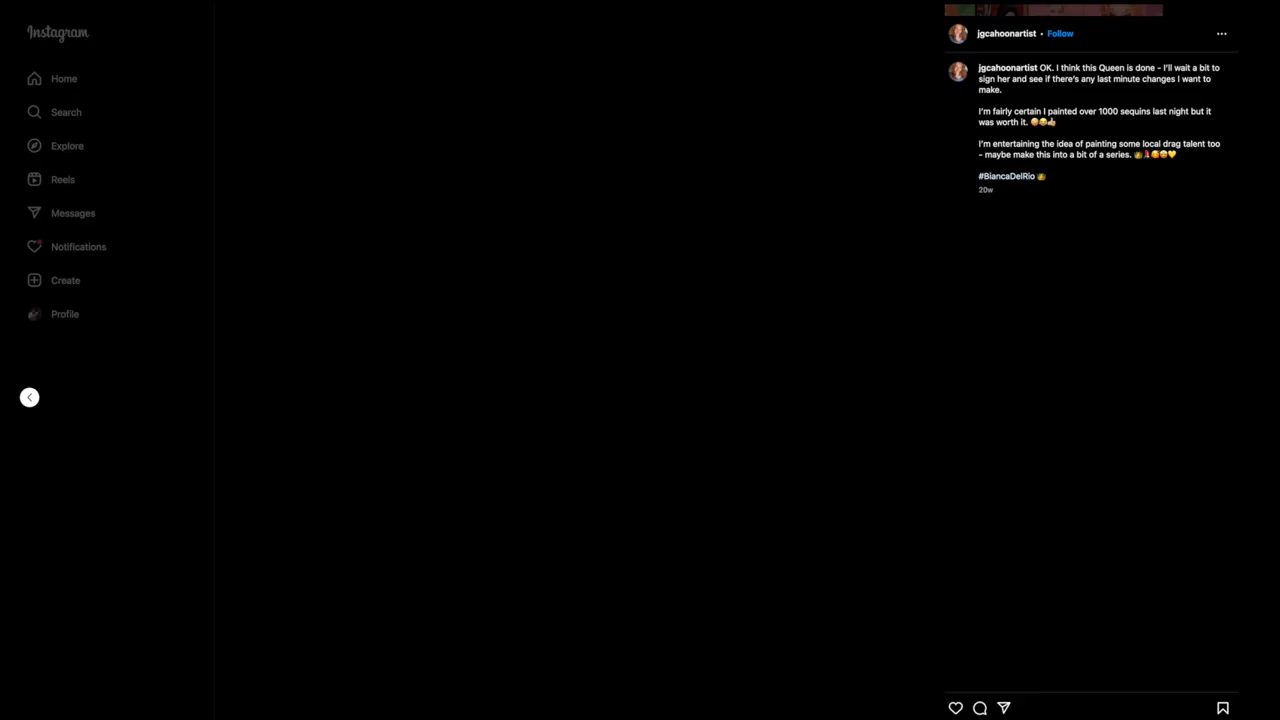 Instagram
Home
Search
Explore
Reels
Messages
Notifications
Create
Profile
jgcahoonartist • Follow
jgcahoonartist OK. I think this Queen is done - I'll wait a bit to
sign her and see if there's any last minute changes I want to
make.
I'm fairly certain I painted over 1000 sequins last night but it
was worth it. 🤪😂👍🏼
I'm entertaining the idea of painting some local drag talent too
- maybe make this into a bit of a series. 👸💄🥰🤩💛
#BiancaDelRio 👸
20w